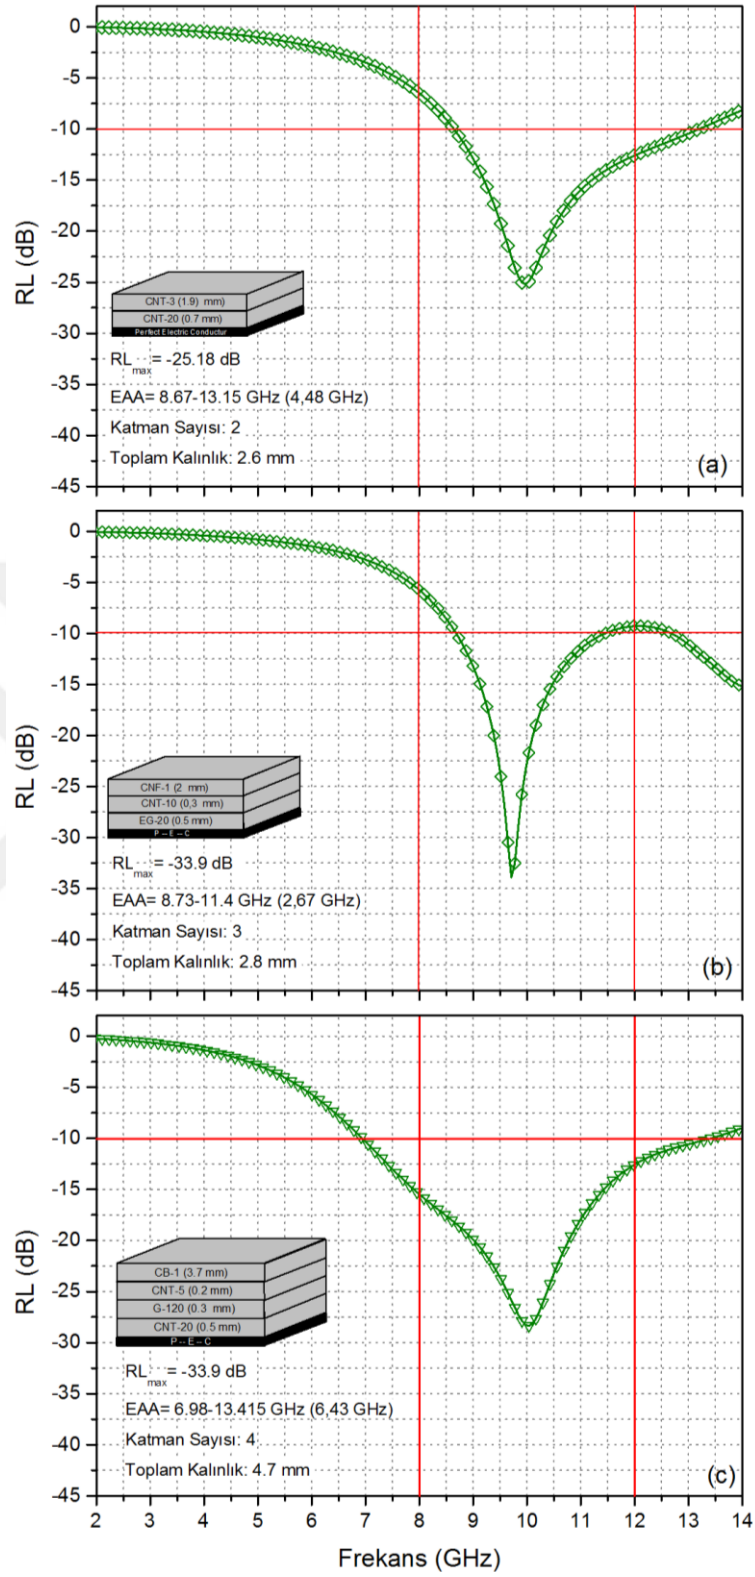 0
-5
-10
-15
-20
-25
-30
-35
-40
-45
RL (dB)
CNT-3 (1.9) mm)
CNT-20 (0.7 mm)
Perfect Electric Conductur
RLmax= -25.18 dB
EAA= 8.67-13.15 GHz (4,48 GHz)
Katman Sayısı: 2
Toplam Kalınlık: 2.6 mm
(a)
0
-5
-10
-15
-20
-25
-30
-35
-40
-45
RL (dB)
CNF-1 (2 mm)
CNT-10 (0,3 mm)
EG-20 (0.5 mm)
P -- E -- C
RLmax= -33.9 dB
EAA= 8.73-11.4 GHz (2,67 GHz)
Katman Sayısı: 3
Toplam Kalınlık: 2.8 mm
(b)
0
-5
-10
-15
-20
-25
-30
-35
-40
-45
RL (dB)
CB-1 (3.7 mm)
CNT-5 (0.2 mm)
G-120 (0.3 mm)
CNT-20 (0.5 mm)
P -- E -- C
RLmax= -33.9 dB
EAA= 6.98-13.415 GHz (6,43 GHz)
Katman Sayısı: 4
Toplam Kalınlık: 4.7 mm
(c)
2 3 4 5 6 7 8 9 10 11 12 13 14
Frekans (GHz)